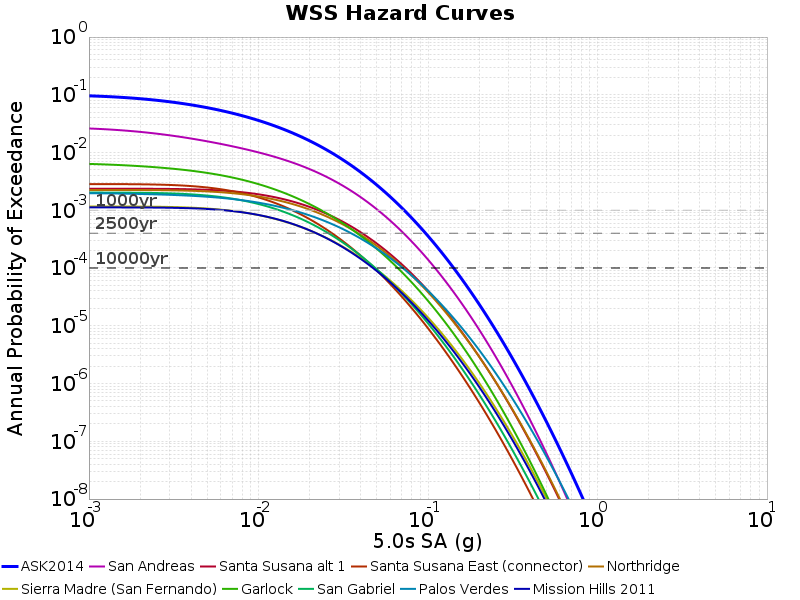 WSS Hazard Curves
Annual Probability of Exceedance
10^0
10^-1
10^-2
10^-3
10^-4
10^-5
10^-6
10^-7
10^-8
1000yr
2500yr
10000yr
10^-3 10^-2 10^-1 10^0 10^1
5.0s SA (g)
ASK2014 San Andreas Santa Susana alt 1 Santa Susana East (connector) Northridge
Sierra Madre (San Fernando) Garlock San Gabriel Palos Verdes Mission Hills 2011